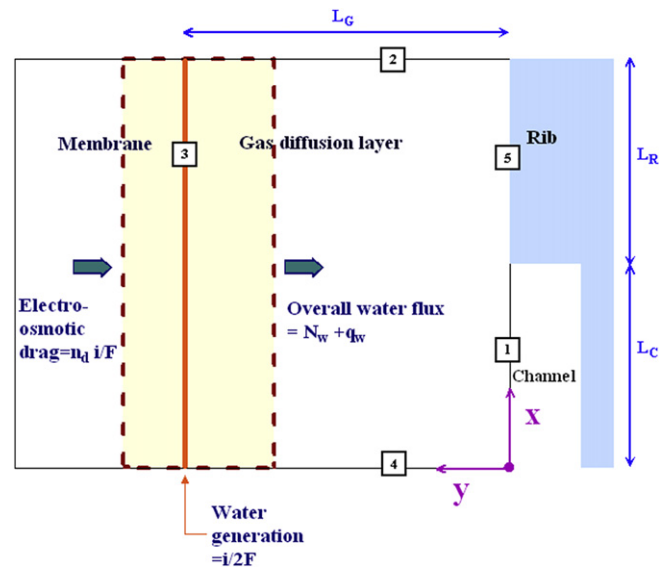 L_G
2
Membrane
3
Gas diffusion layer
5
Rib
L_R
Electro-
osmotic
drag=n_d i/F
Overall water flux
= N_w +q_w
1
Channel
L_C
x
4
y
Water
generation
=i/2F